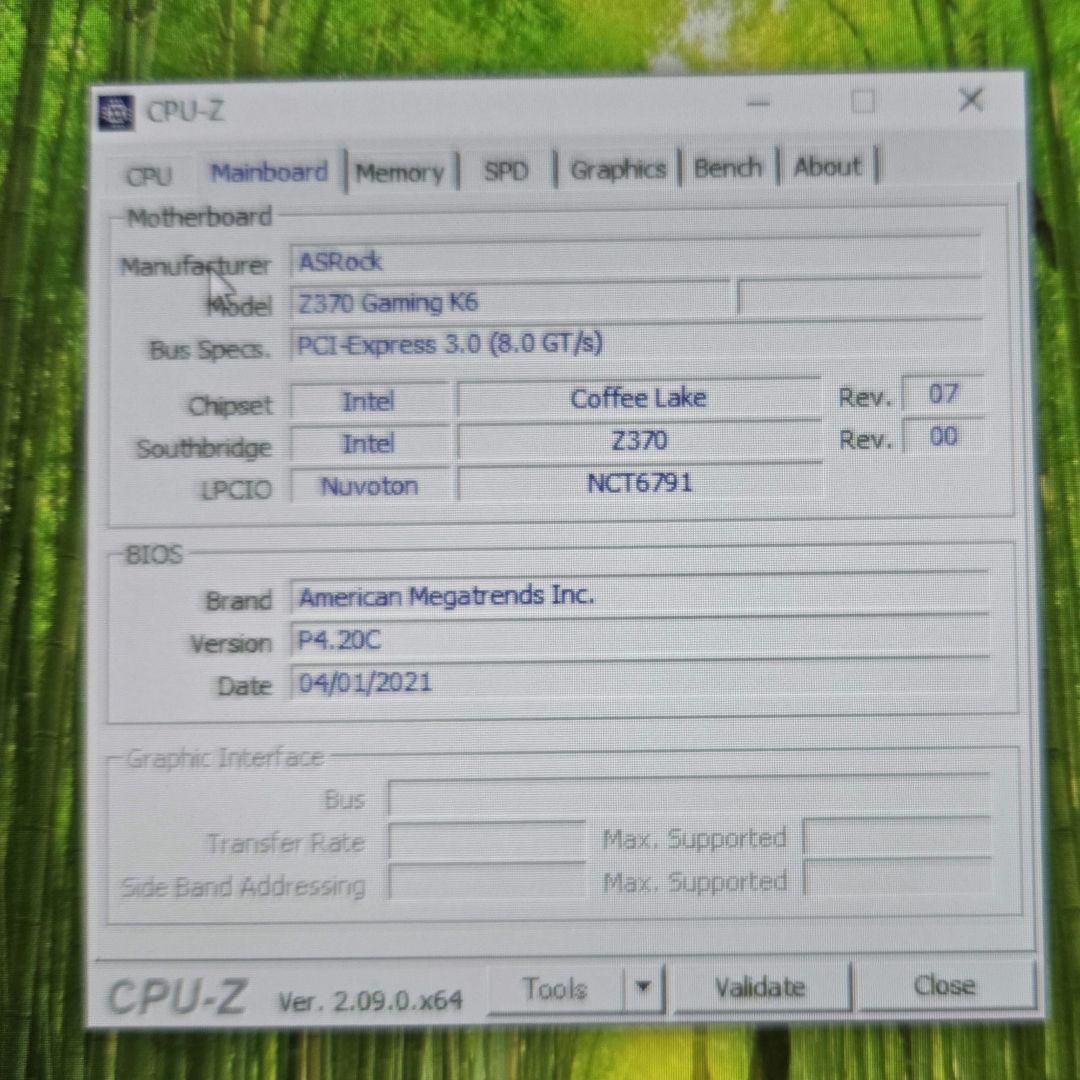 CPU-Z
CPU Mainboard Memory SPD Graphics Bench About
Motherboard
Manufacturer ASRock
Model Z370 Gaming K6
Bus Specs. PCI-Express 3.0 (8.0 GT/s)
Chipset Intel Coffee Lake Rev. 07
Southbridge Intel Z370 Rev. 00
LPCIO Nuvoton NCT6791
BIOS
Brand American Megatrends Inc.
Version P4.20C
Date 04/01/2021
Graphic Interface
Bus
Transfer Rate Max. Supported
Side Band Addressing Max. Supported
CPU-Z Ver. 2.09.0.x64 Tools Validate Close